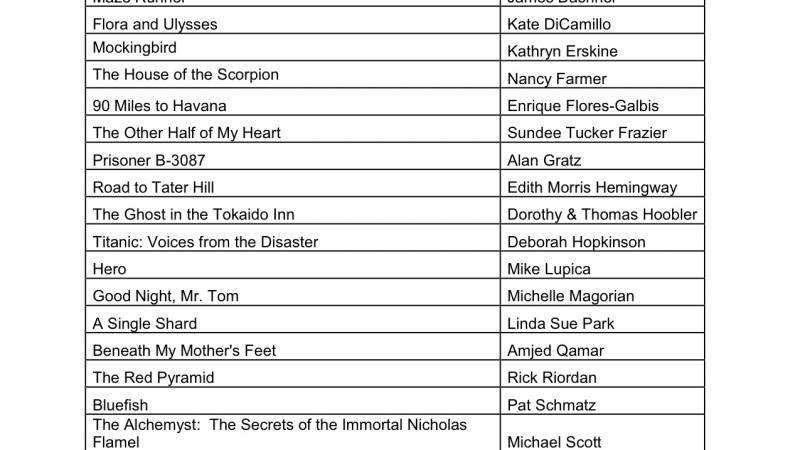 Maze Runner James Dashner
Flora and Ulysses Kate DiCamillo
Mockingbird Kathryn Erskine
The House of the Scorpion Nancy Farmer
90 Miles to Havana Enrique Flores-Galbis
The Other Half of My Heart Sundee Tucker Frazier
Prisoner B-3087 Alan Gratz
Road to Tater Hill Edith Morris Hemingway
The Ghost in the Tokaido Inn Dorothy & Thomas Hoobler
Titanic: Voices from the Disaster Deborah Hopkinson
Hero Mike Lupica
Good Night, Mr. Tom Michelle Magorian
A Single Shard Linda Sue Park
Beneath My Mother's Feet Amjed Qamar
The Red Pyramid Rick Riordan
Bluefish Pat Schmatz
The Alchemyst:  The Secrets of the Immortal Nicholas
Flamel Michael Scott